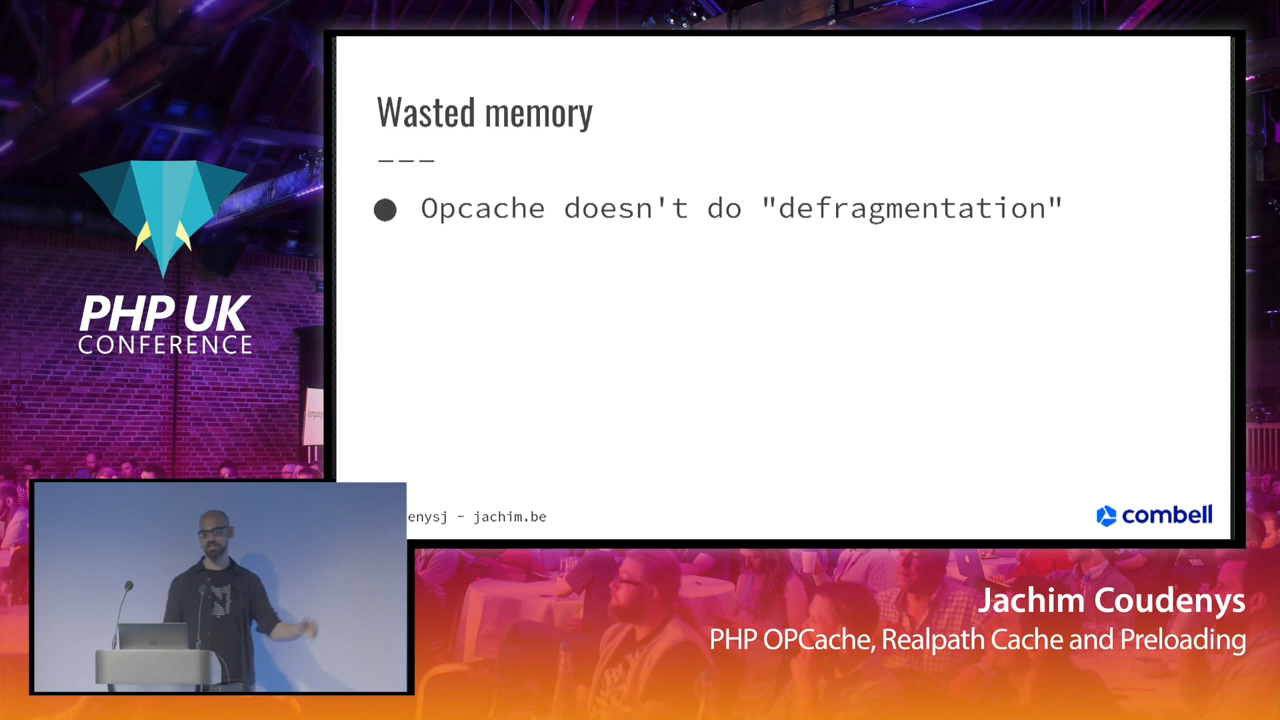 Wasted memory
---
● Opcache doesn't do "defragmentation"
enysj - jachim.be
combell
PHP UK
CONFERENCE
Jachim Coudenys
PHP OPCache, Realpath Cache and Preloading